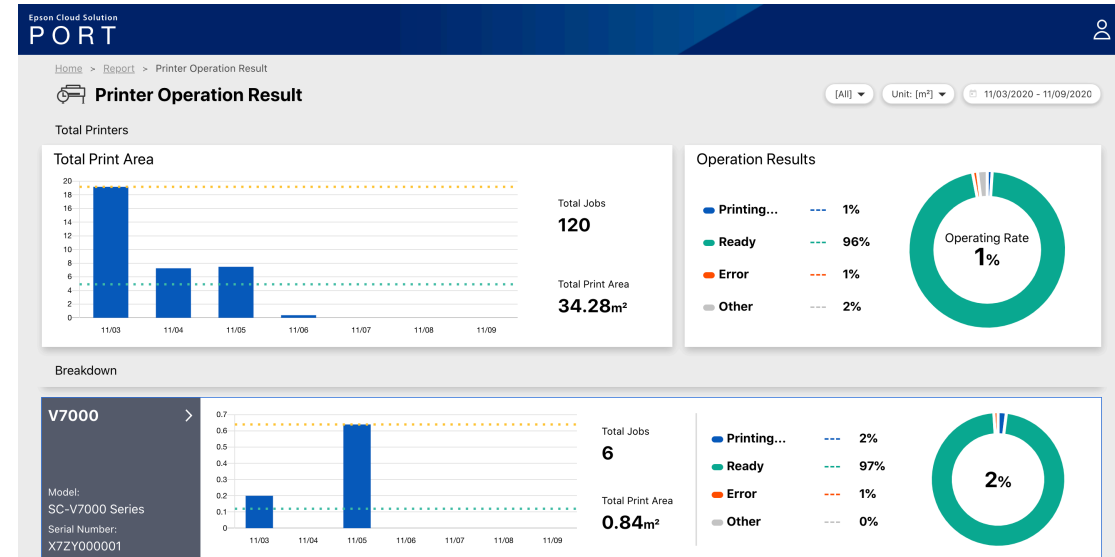 Epson Cloud Solution
PORT
Home > Report > Printer Operation Result
Printer Operation Result
[All]
Unit: [m²]
11/03/2020 - 11/09/2020
Total Printers
Total Print Area
20
18
16
14
12
10
8
6
4
2
0
11/03 11/04 11/05 11/06 11/07 11/08 11/09
Total Jobs
120
Total Print Area
34.28m²
Operation Results
Printing... --- 1%
Ready --- 96%
Error --- 1%
Other --- 2%
Operating Rate
1%
Breakdown
V7000 >
Model:
SC-V7000 Series
Serial Number:
X7ZY000001
0.7
0.6
0.5
0.4
0.3
0.2
0.1
0
11/03 11/04 11/05 11/06 11/07 11/08 11/09
Total Jobs
6
Total Print Area
0.84m²
Printing... --- 2%
Ready --- 97%
Error --- 1%
Other --- 0%
2%